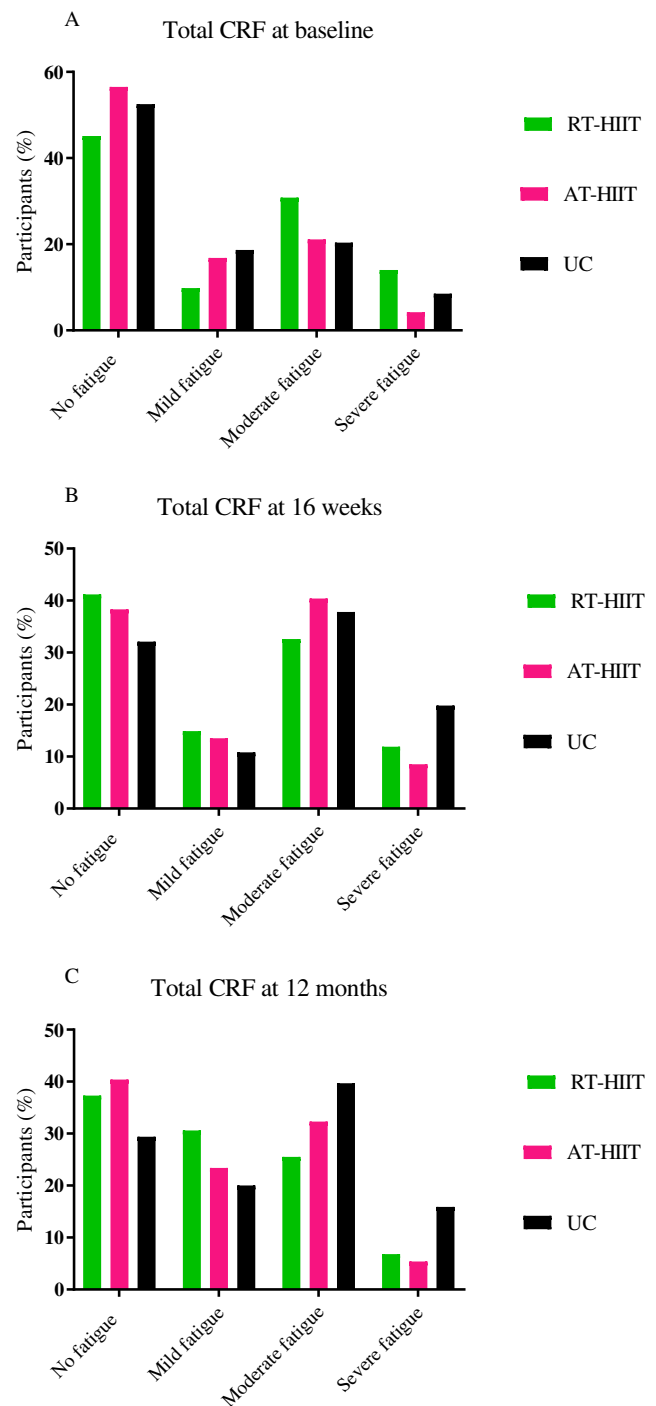 A
Total CRF at baseline
Participants (%)
60
40
20
0
No fatigue
Mild fatigue
Moderate fatigue
Severe fatigue
RT-HIIT
AT-HIIT
UC
B
Total CRF at 16 weeks
Participants (%)
50
40
30
20
10
0
No fatigue
Mild fatigue
Moderate fatigue
Severe fatigue
RT-HIIT
AT-HIIT
UC
C
Total CRF at 12 months
Participants (%)
50
40
30
20
10
0
No fatigue
Mild fatigue
Moderate fatigue
Severe fatigue
RT-HIIT
AT-HIIT
UC